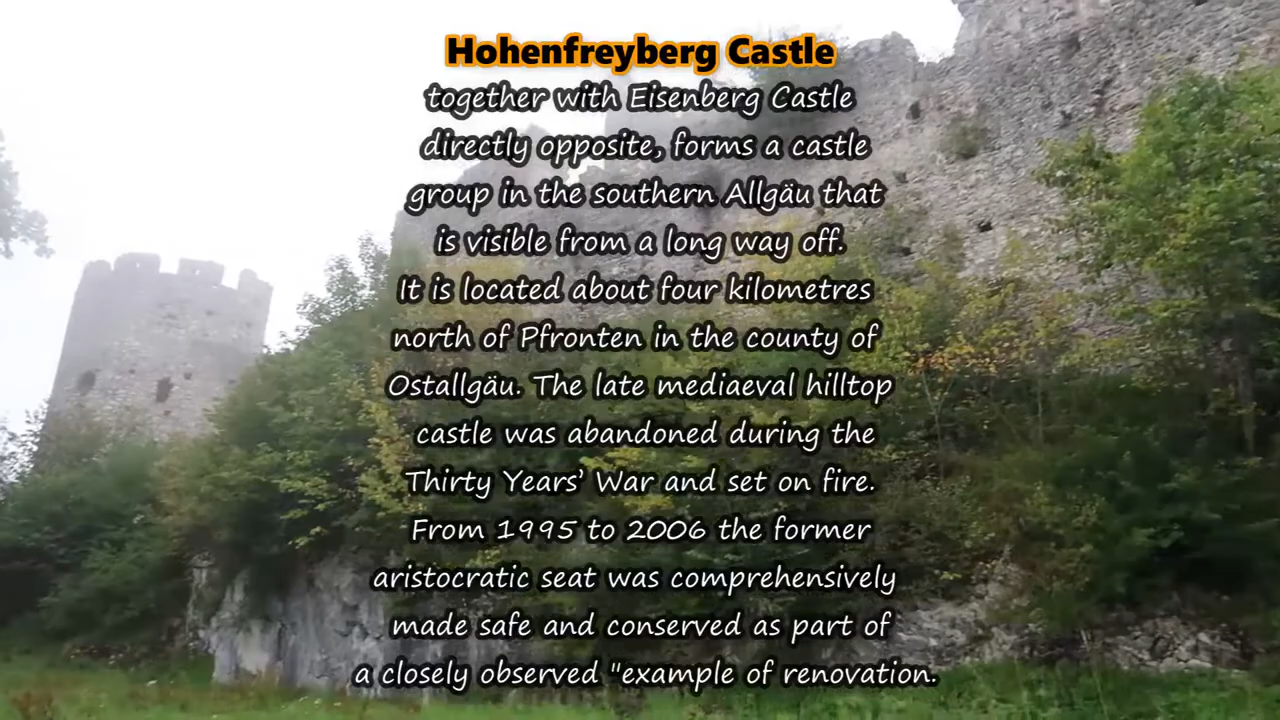 Hohenfreyberg Castle
together with Eisenberg Castle
directly opposite, forms a castle
group in the southern Allgäu that
is visible from a long way off.
It is located about four kilometres
north of Pfronten in the county of
Ostallgäu. The late mediaeval hilltop
castle was abandoned during the
Thirty Years’ War and set on fire.
From 1995 to 2006 the former
aristocratic seat was comprehensively
made safe and conserved as part of
a closely observed "example of renovation.